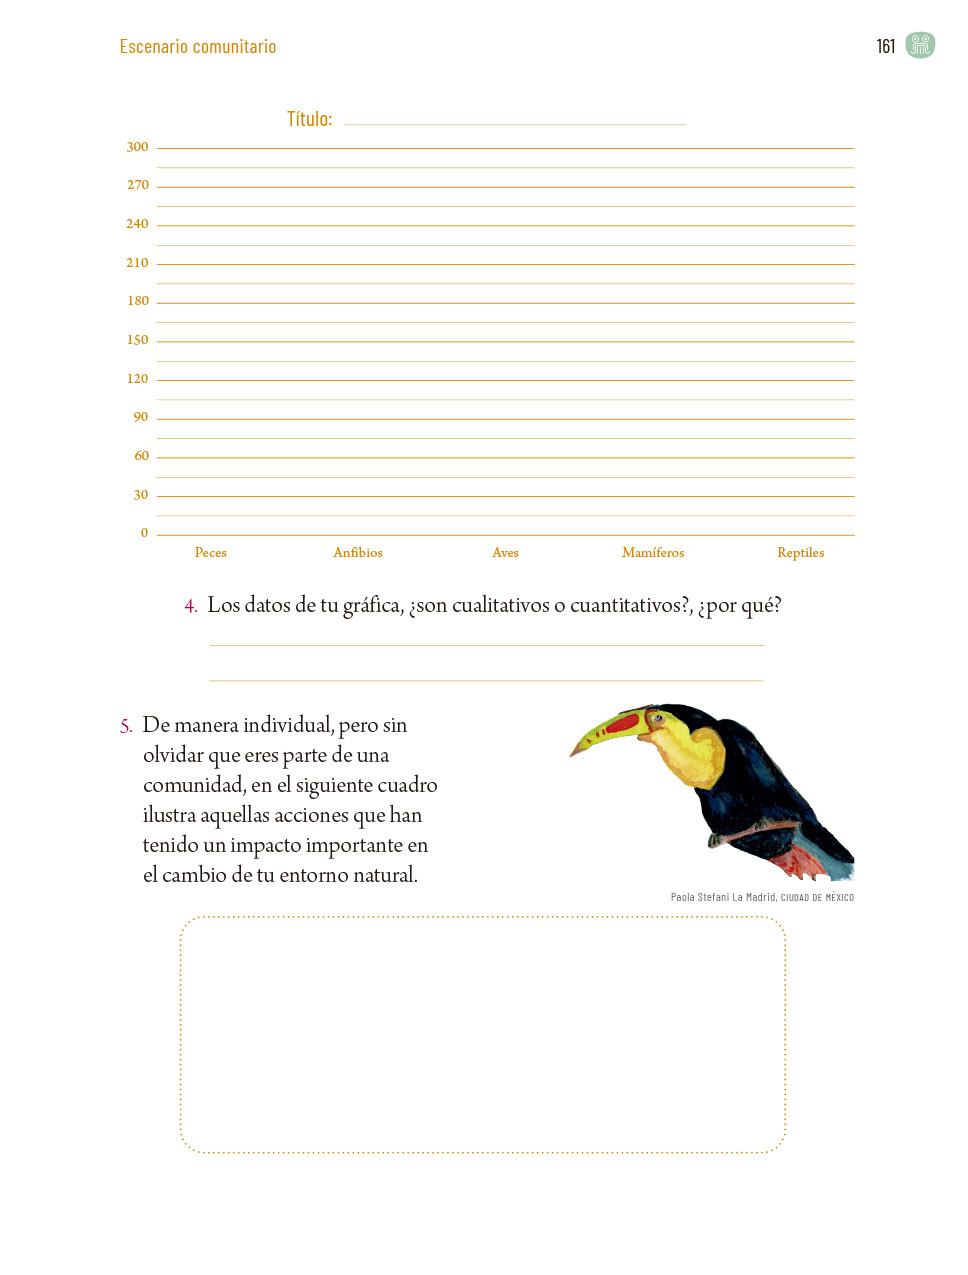 Escenario comunitario
161
Título:
300
270
240
210
180
150
120
90
60
30
0
Peces Anfibios Aves Mamíferos Reptiles
4. Los datos de tu gráfica, ¿son cualitativos o cuantitativos?, ¿por qué?
5. De manera individual, pero sin
olvidar que eres parte de una
comunidad, en el siguiente cuadro
ilustra aquellas acciones que han
tenido un impacto importante en
el cambio de tu entorno natural.
Paola Stefani La Madrid, CIUDAD DE MÉXICO